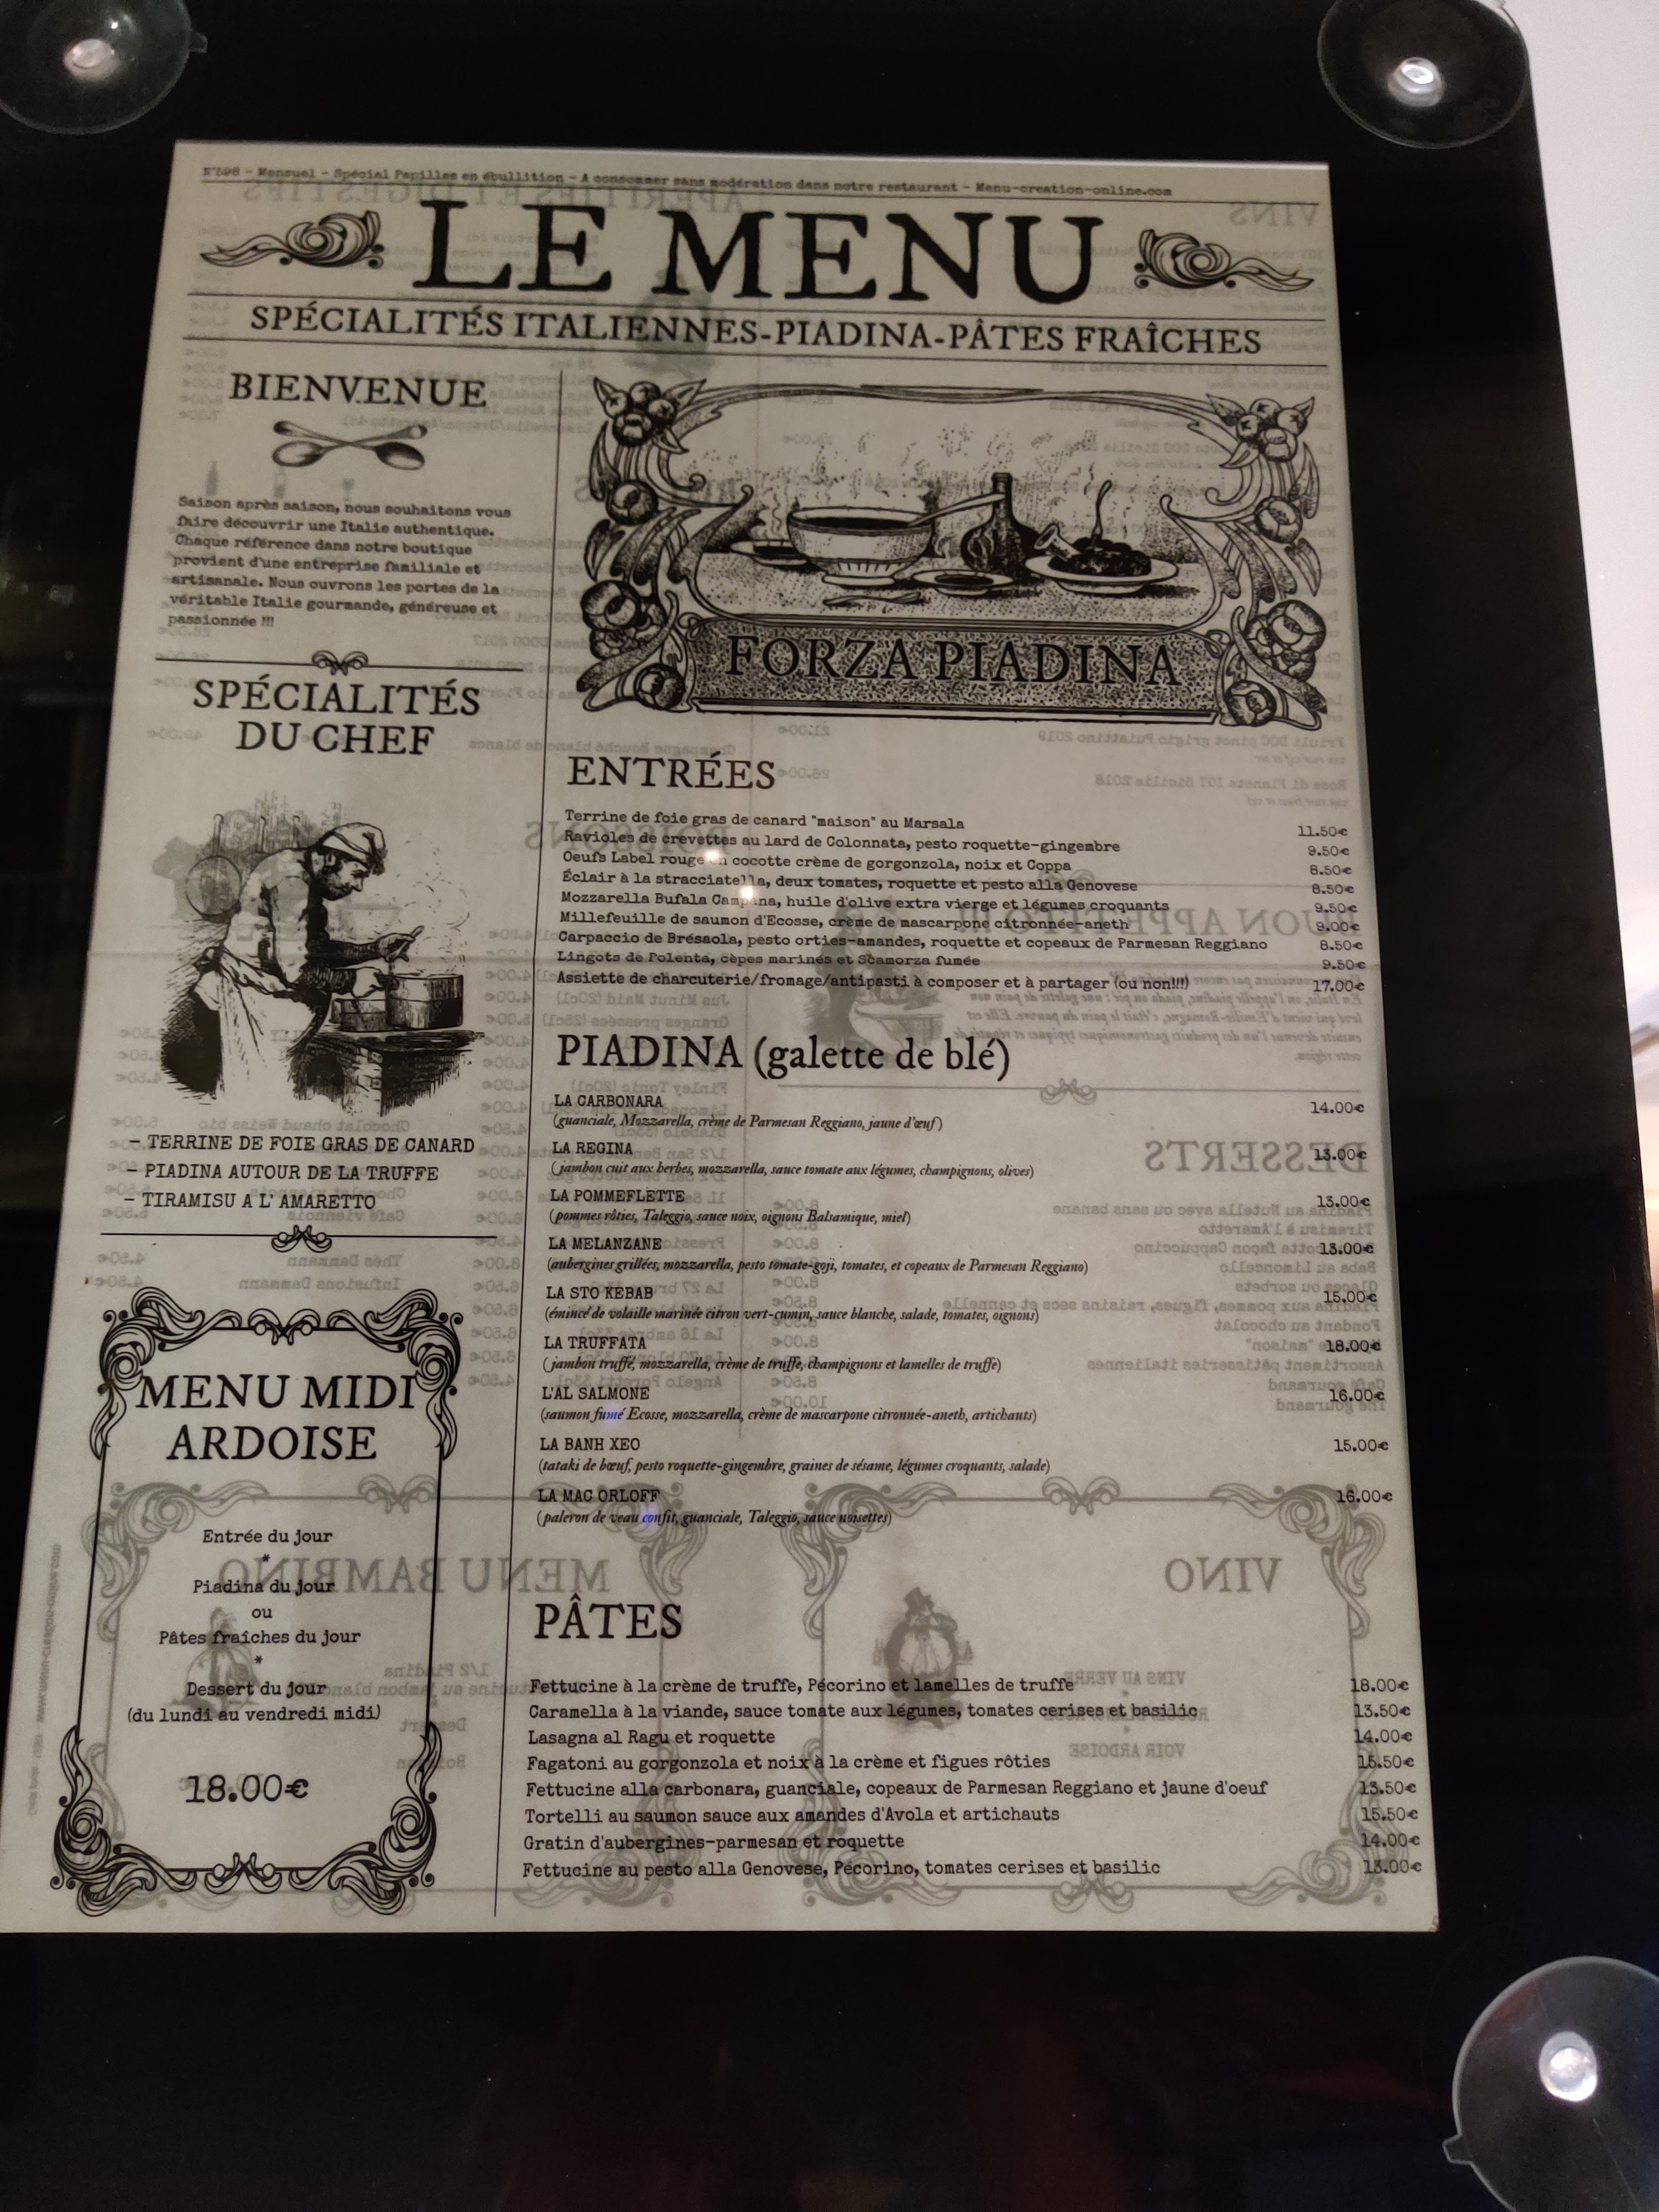 N°596 - Mensuel - Spécial Papilles en ébullition - A consommer sans modération dans notre restaurant - Menu-creation-online.com
LE MENU
SPÉCIALITÉS ITALIENNES-PIADINA-PÂTES FRAÎCHES
BIENVENUE
Saison après saison, nous souhaitons vous
faire découvrir une Italie authentique.
Chaque référence dans notre boutique
provient d'une entreprise familiale et
artisanale. Nous ouvrons les portes de la
véritable Italie gourmande, généreuse et
passionnée !!!
SPÉCIALITÉS
DU CHEF
- TERRINE DE FOIE GRAS DE CANARD
- PIADINA AUTOUR DE LA TRUFFE
- TIRAMISU A L' AMARETTO
MENU MIDI
ARDOISE
Entrée du jour
*
Piadina du jour
ou
Pâtes fraîches du jour
*
Dessert du jour
(du lundi au vendredi midi)
18.00€
FORZA PIADINA
ENTRÉES
Terrine de foie gras de canard "maison" au Marsala 11.50€
Ravioles de crevettes au lard de Colonnata, pesto roquette-gingembre 9.50€
Oeufs Label rouge en cocotte crème de gorgonzola, noix et Coppa 8.50€
Éclair à la stracciatella, deux tomates, roquette et pesto alla Genovese 8.50€
Mozzarella Bufala Campana, huile d'olive extra vierge et légumes croquants 9.50€
Millefeuille de saumon d'Ecosse, crème de mascarpone citronnée-aneth 9.00€
Carpaccio de Brésaola, pesto orties-amandes, roquette et copeaux de Parmesan Reggiano 8.50€
Lingots de Polenta, cèpes marinés et Scamorza fumée 9.50€
Assiette de charcuterie/fromage/antipasti à composer et à partager (ou non!!!) 17.00€
PIADINA (galette de blé)
LA CARBONARA 14.00€
(guanciale, Mozzarella, crème de Parmesan Reggiano, jaune d'œuf)
LA REGINA 13.00€
(jambon cuit aux herbes, mozzarella, sauce tomate aux légumes, champignons, olives)
LA POMMEFLETTE 13.00€
(pommes rôties, Taleggio, sauce noix, oignons Balsamique, miel)
LA MELANZANE 13.00€
(aubergines grillées, mozzarella, pesto tomate-goji, tomates, et copeaux de Parmesan Reggiano)
LA STO KEBAB 15.00€
(émincé de volaille marinée citron vert-cumin, sauce blanche, salade, tomates, oignons)
LA TRUFFATA 18.00€
(jambon truffé, mozzarella, crème de truffe, champignons et lamelles de truffe)
L'AL SALMONE 16.00€
(saumon fumé Ecosse, mozzarella, crème de mascarpone citronnée-aneth, artichauts)
LA BANH XEO 15.00€
(tataki de bœuf, pesto roquette-gingembre, graines de sésame, légumes croquants, salade)
LA MAC ORLOFF 16.00€
(paleron de veau confit, guanciale, Taleggio, sauce noisettes)
PÂTES
Fettucine à la crème de truffe, Pécorino et lamelles de truffe 18.00€
Caramella à la viande, sauce tomate aux légumes, tomates cerises et basilic 13.50€
Lasagna al Ragu et roquette 14.00€
Fagatoni au gorgonzola et noix à la crème et figues rôties 15.50€
Fettucine alla carbonara, guanciale, copeaux de Parmesan Reggiano et jaune d'oeuf 13.50€
Tortelli au saumon sauce aux amandes d'Avola et artichauts 15.50€
Gratin d'aubergines-parmesan et roquette 14.00€
Fettucine au pesto alla Genovese, Pécorino, tomates cerises et basilic 13.00€